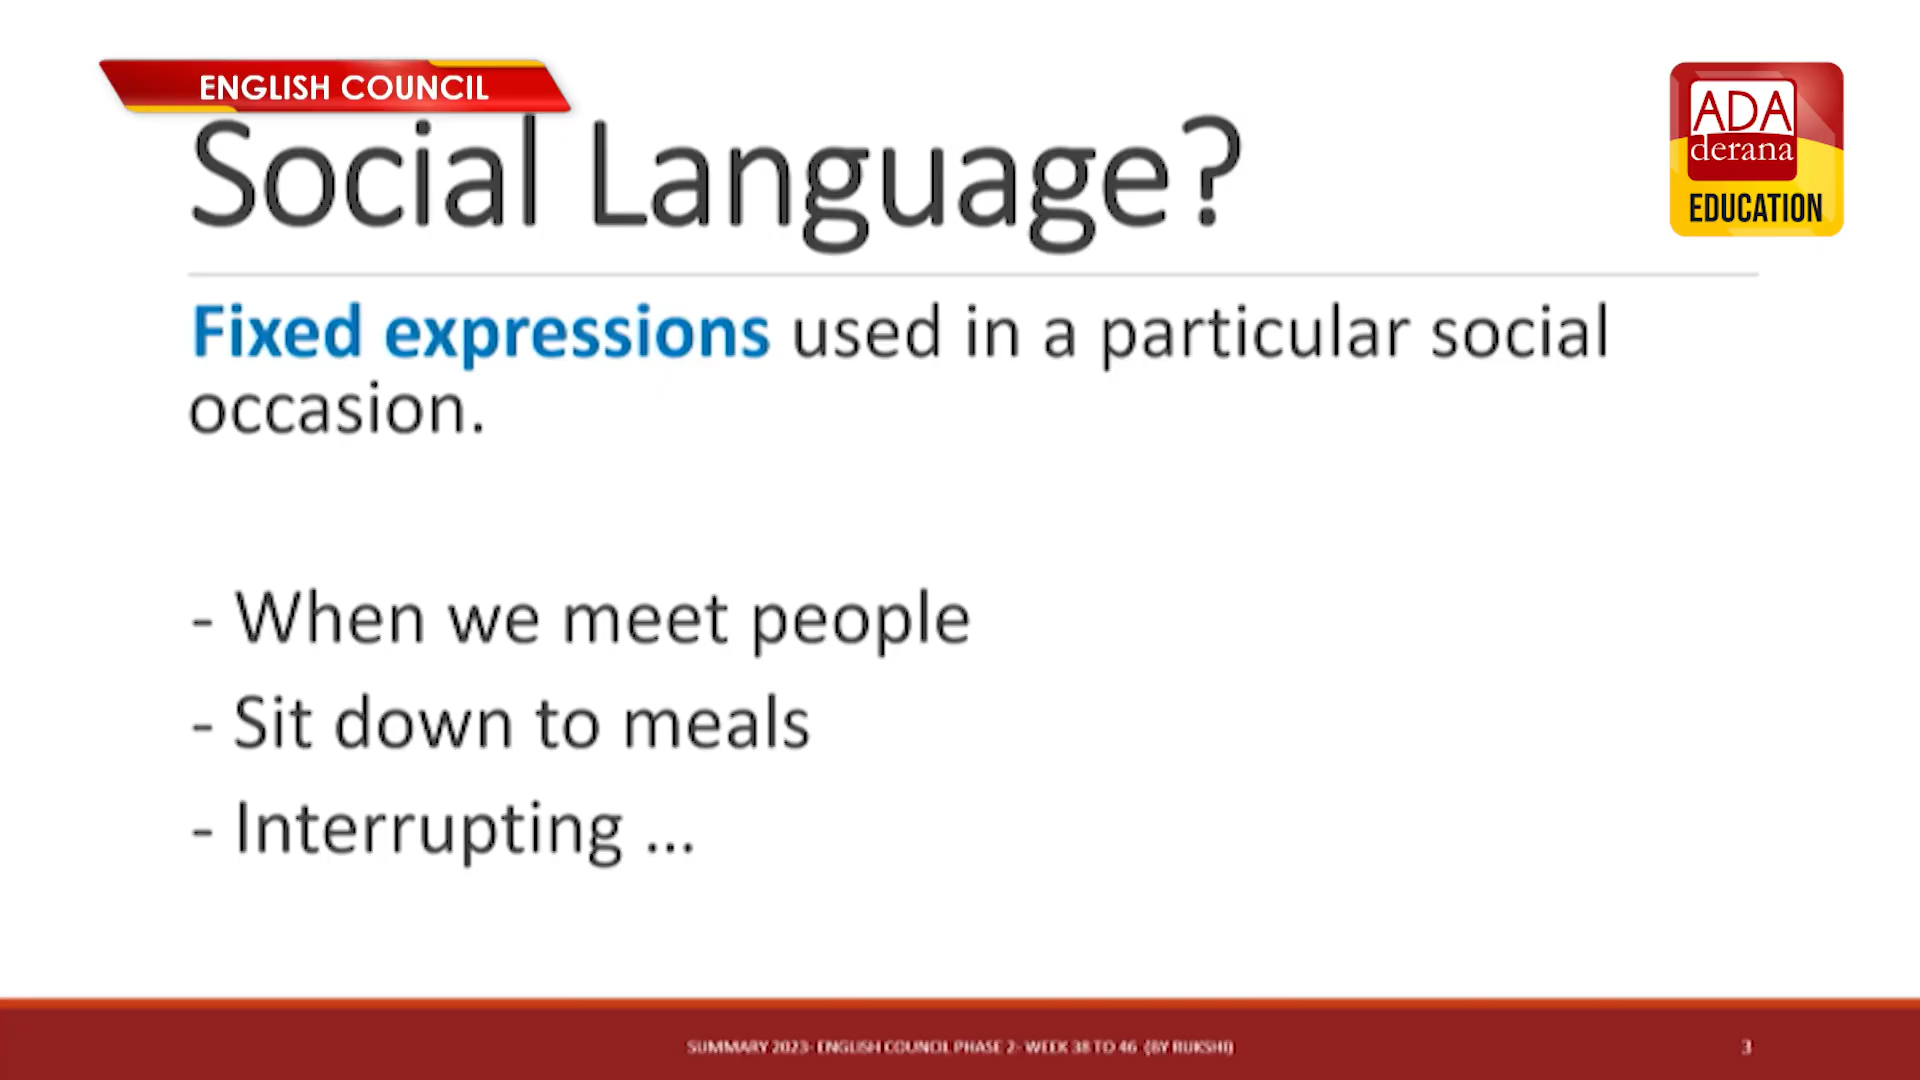 ENGLISH COUNCIL
Social Language?
ADA
derana
EDUCATION
Fixed expressions used in a particular social
occasion.
- When we meet people
- Sit down to meals
- Interrupting ...
SUMMARY 2023- ENGLISH COUNCIL PHASE 2- WEEK 38 TO 46 (BY RUKSHI)
3